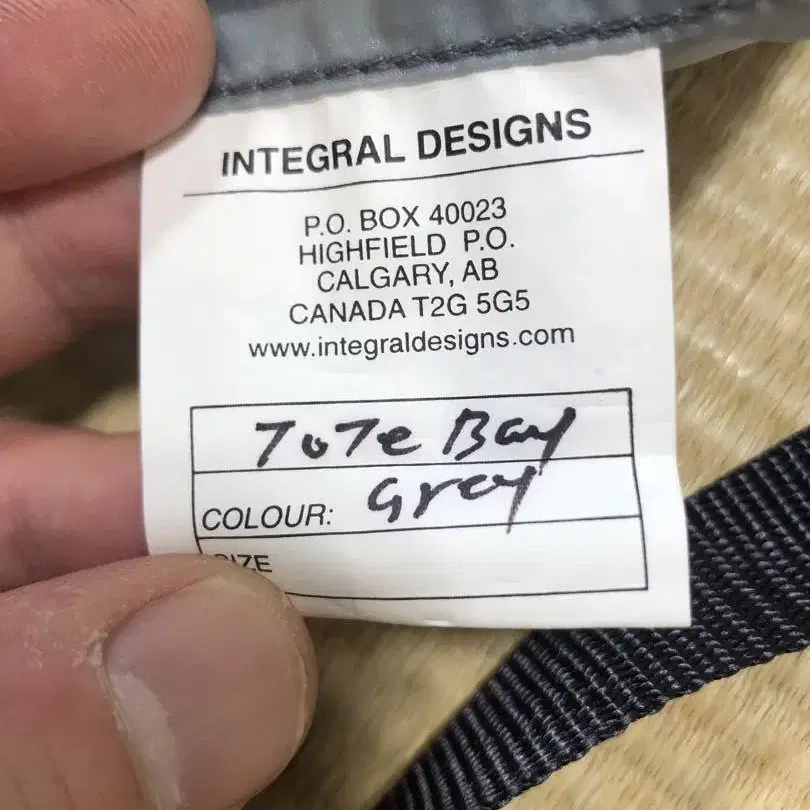 INTEGRAL DESIGNS
P.O. BOX 40023
HIGHFIELD P.O.
CALGARY, AB
CANADA T2G 5G5
www.integraldesigns.com
Tote Bag
COLOUR: Grey
SIZE